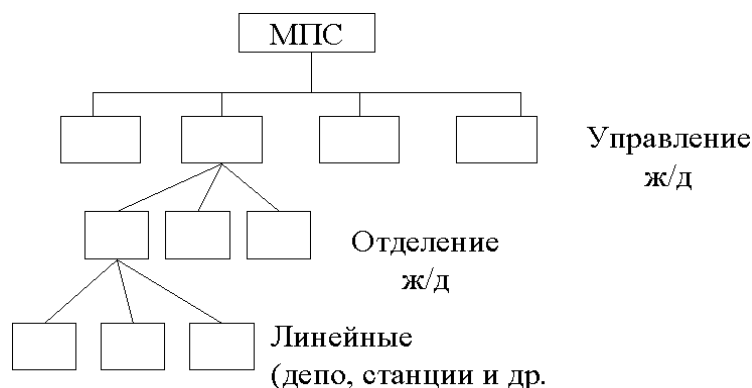 МПС
Управление
ж/д
Отделение
ж/д
Линейные
(депо, станции и др.